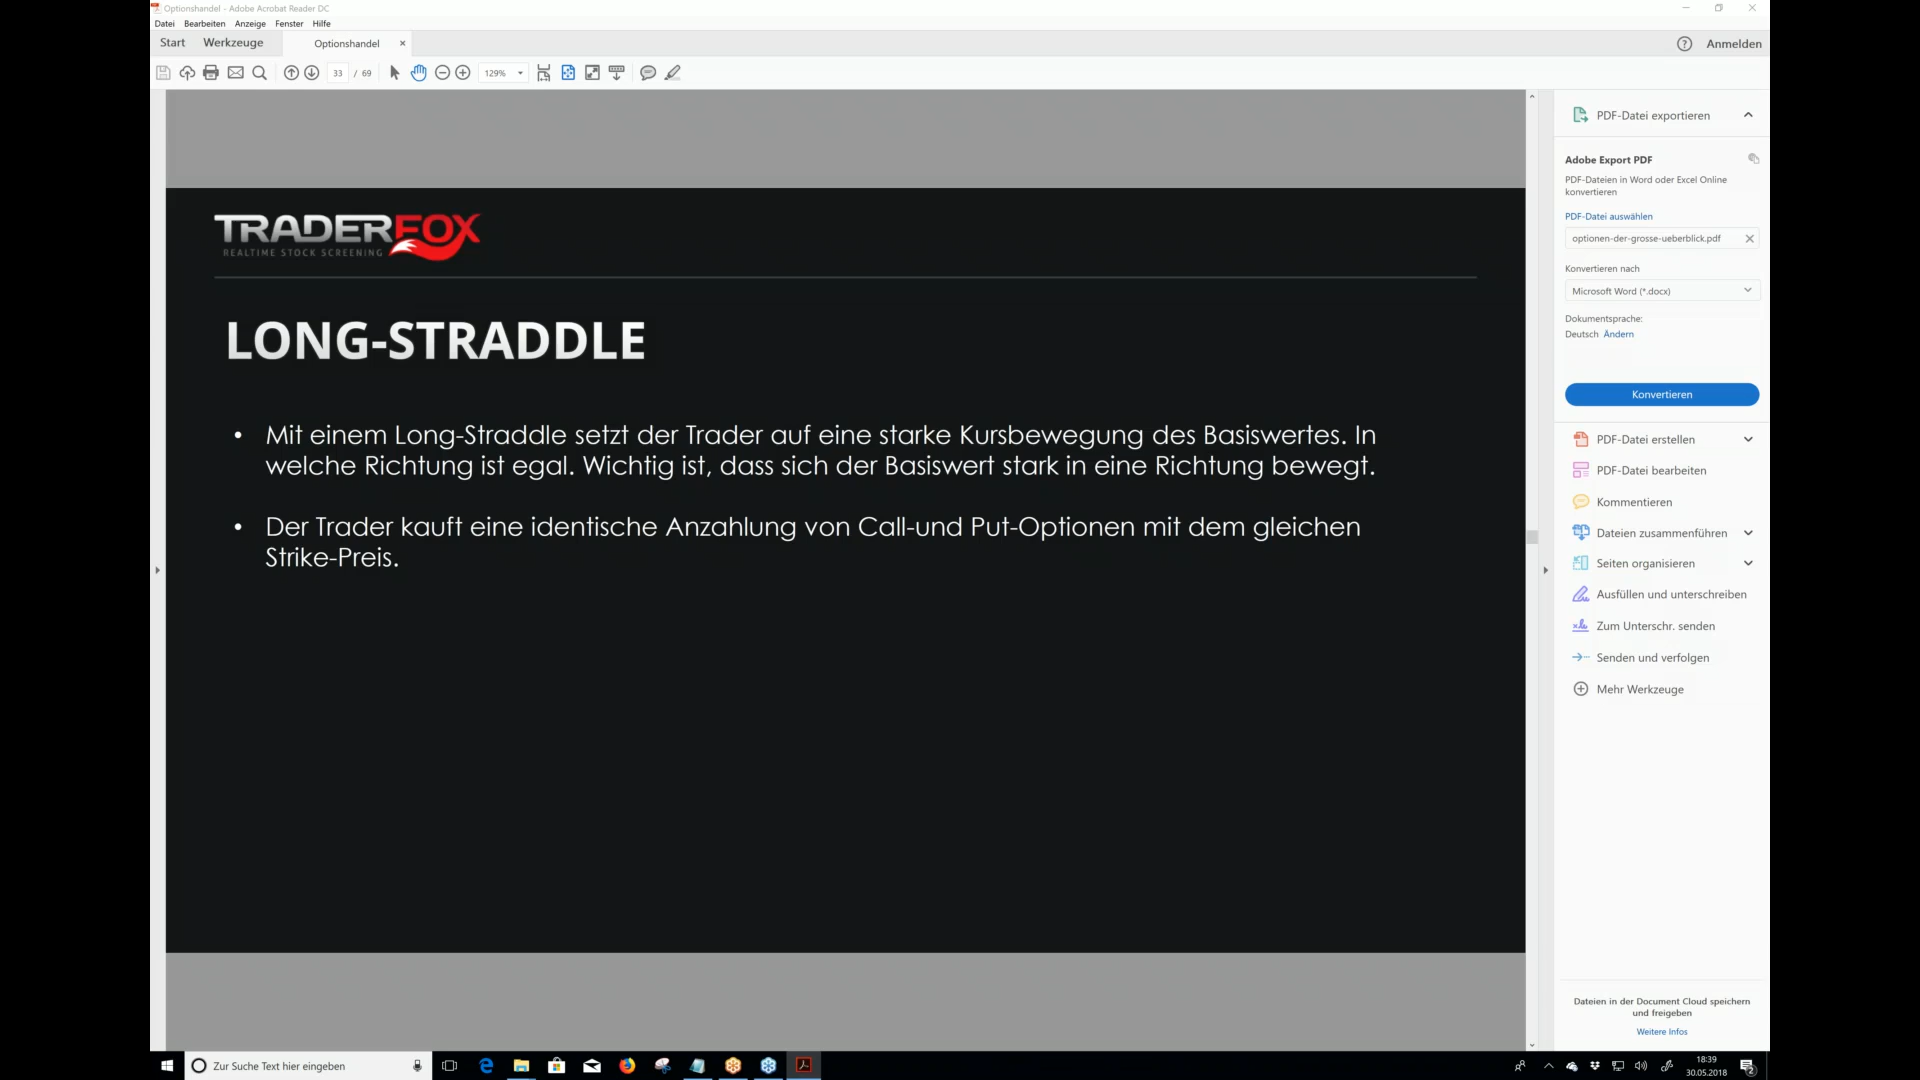 Optionshandel - Adobe Acrobat Reader DC
Datei Bearbeiten Anzeige Fenster Hilfe
Start Werkzeuge Optionshandel × Anmelden
33 / 69 129%
TRADERFOX
REALTIME STOCK SCREENING
LONG-STRADDLE
• Mit einem Long-Straddle setzt der Trader auf eine starke Kursbewegung des Basiswertes. In
welche Richtung ist egal. Wichtig ist, dass sich der Basiswert stark in eine Richtung bewegt.
• Der Trader kauft eine identische Anzahlung von Call-und Put-Optionen mit dem gleichen
Strike-Preis.
PDF-Datei exportieren
Adobe Export PDF
PDF-Dateien in Word oder Excel Online
konvertieren
PDF-Datei auswählen
optionen-der-grosse-ueberblick.pdf
Konvertieren nach
Microsoft Word (*.docx)
Dokumentsprache:
Deutsch Ändern
Konvertieren
PDF-Datei erstellen
PDF-Datei bearbeiten
Kommentieren
Dateien zusammenführen
Seiten organisieren
Ausfüllen und unterschreiben
Zum Unterschr. senden
Senden und verfolgen
Mehr Werkzeuge
Dateien in der Document Cloud speichern
und freigeben
Weitere Infos
Zur Suche Text hier eingeben
18:39
30.05.2018
2